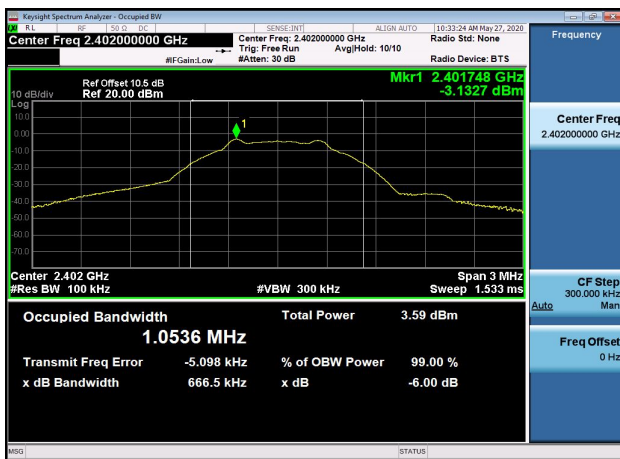 Keysight Spectrum Analyzer - Occupied BW
RL RF 50 Ω DC SENSE:INT ALIGN AUTO 10:33:24 AM May 27, 2020
Center Freq 2.402000000 GHz
Center Freq: 2.402000000 GHz Radio Std: None
Trig: Free Run Avg|Hold: 10/10
#IFGain:Low #Atten: 30 dB Radio Device: BTS
Frequency
Ref Offset 10.5 dB Mkr1 2.401748 GHz
10 dB/div Ref 20.00 dBm -3.1327 dBm
Log
10.0
1
0.00
-10.0
-20.0
-30.0
-40.0
-50.0
-60.0
-70.0
Center Freq
2.402000000 GHz
Center 2.402 GHz Span 3 MHz
#Res BW 100 kHz #VBW 300 kHz Sweep 1.533 ms
CF Step
300.000 kHz
Auto Man
Occupied Bandwidth Total Power 3.59 dBm
1.0536 MHz
Transmit Freq Error -5.098 kHz % of OBW Power 99.00 %
x dB Bandwidth 666.5 kHz x dB -6.00 dB
Freq Offset
0 Hz
MSG STATUS